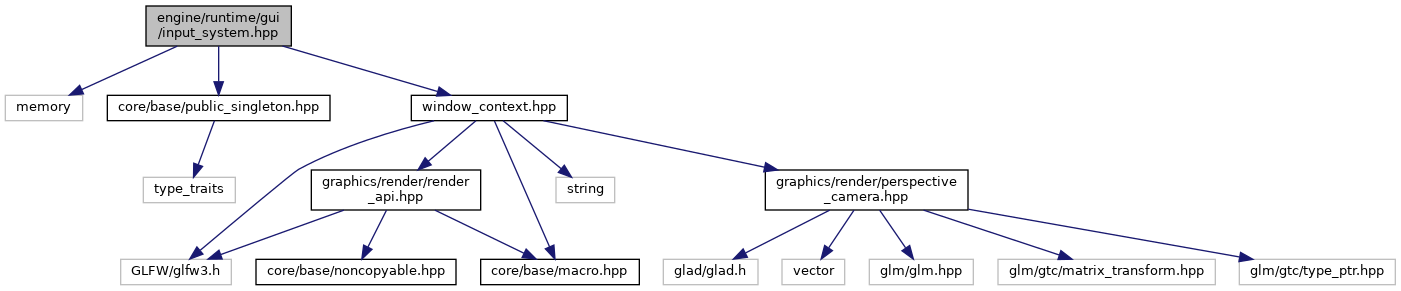 engine/runtime/gui
/input_system.hpp
memory
core/base/public_singleton.hpp
window_context.hpp
type_traits
graphics/render/render
_api.hpp
string
graphics/render/perspective
_camera.hpp
GLFW/glfw3.h
core/base/noncopyable.hpp
core/base/macro.hpp
glad/glad.h
vector
glm/glm.hpp
glm/gtc/matrix_transform.hpp
glm/gtc/type_ptr.hpp